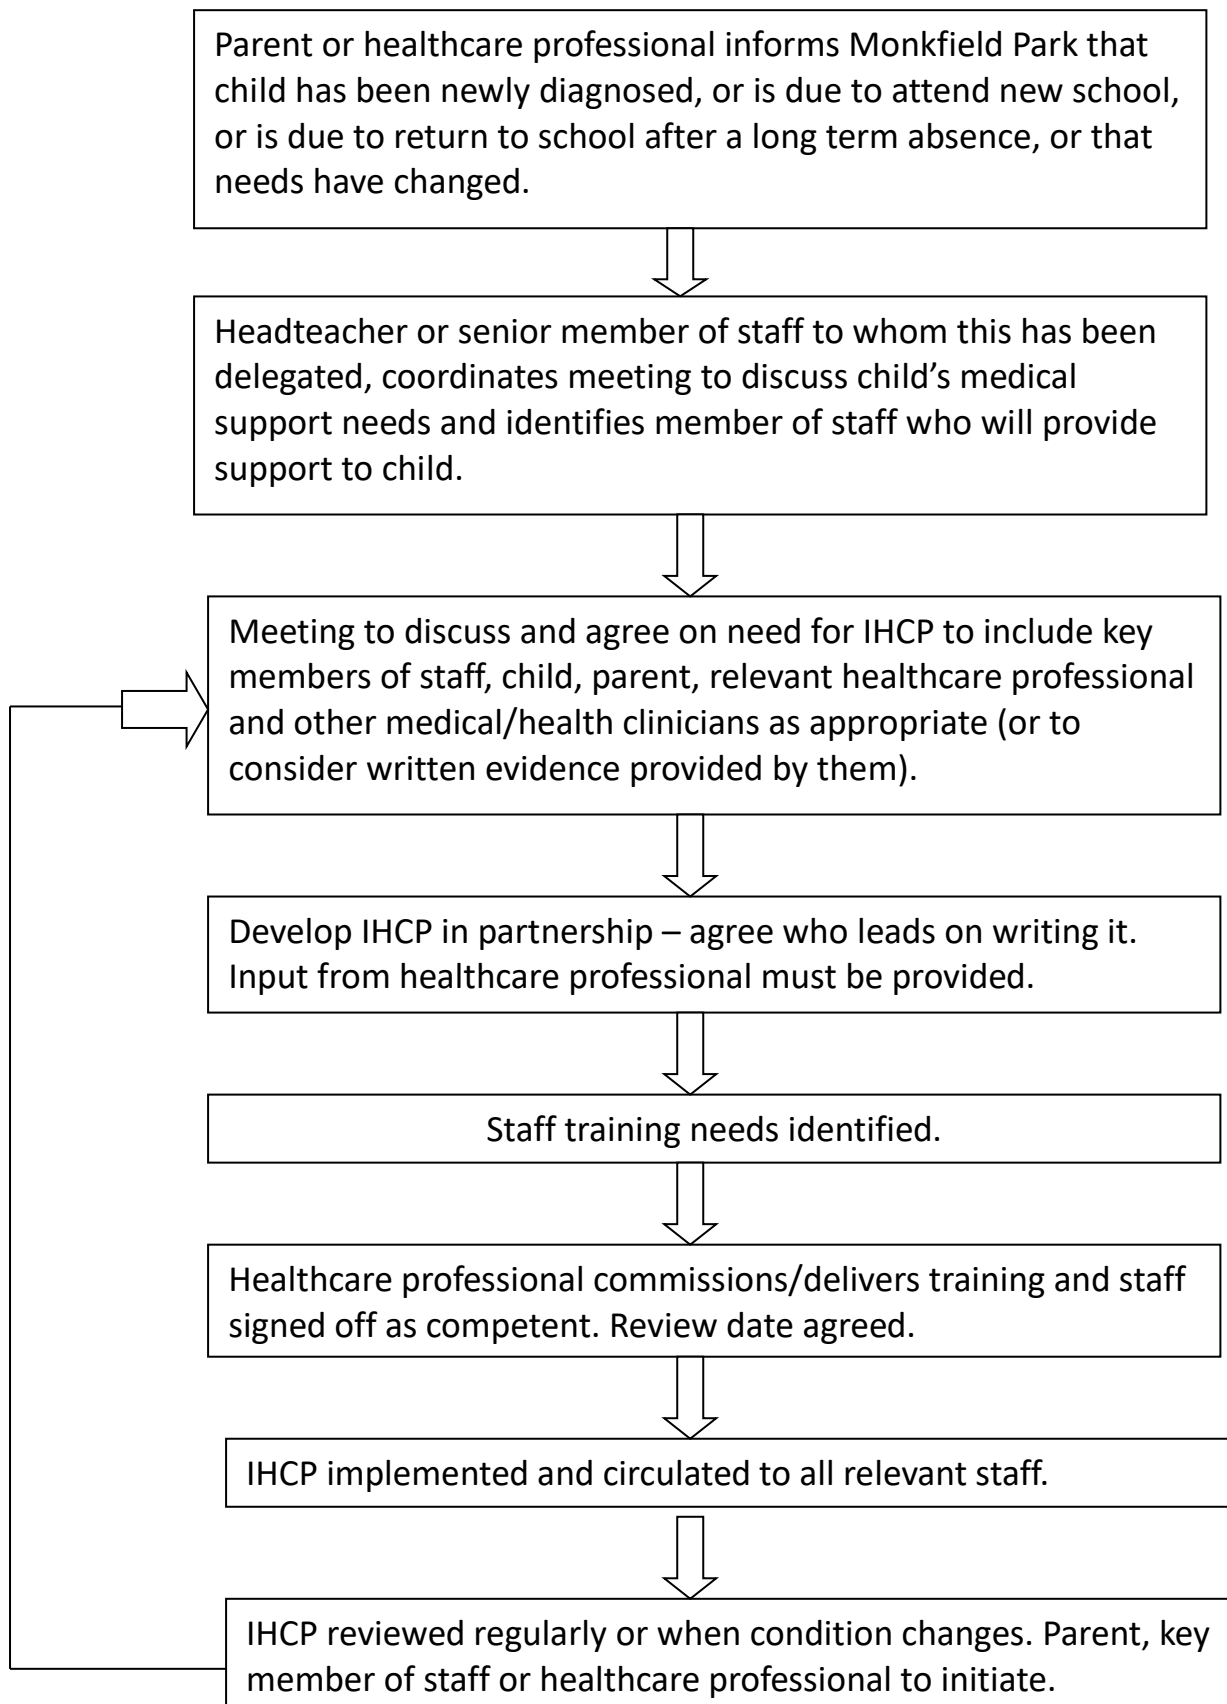 Parent or healthcare professional informs Monkfield Park that
child has been newly diagnosed, or is due to attend new school,
or is due to return to school after a long term absence, or that
needs have changed.
Headteacher or senior member of staff to whom this has been
delegated, coordinates meeting to discuss child’s medical
support needs and identifies member of staff who will provide
support to child.
Meeting to discuss and agree on need for IHCP to include key
members of staff, child, parent, relevant healthcare professional
and other medical/health clinicians as appropriate (or to
consider written evidence provided by them).
Develop IHCP in partnership – agree who leads on writing it.
Input from healthcare professional must be provided.
Staff training needs identified.
Healthcare professional commissions/delivers training and staff
signed off as competent. Review date agreed.
IHCP implemented and circulated to all relevant staff.
IHCP reviewed regularly or when condition changes. Parent, key
member of staff or healthcare professional to initiate.